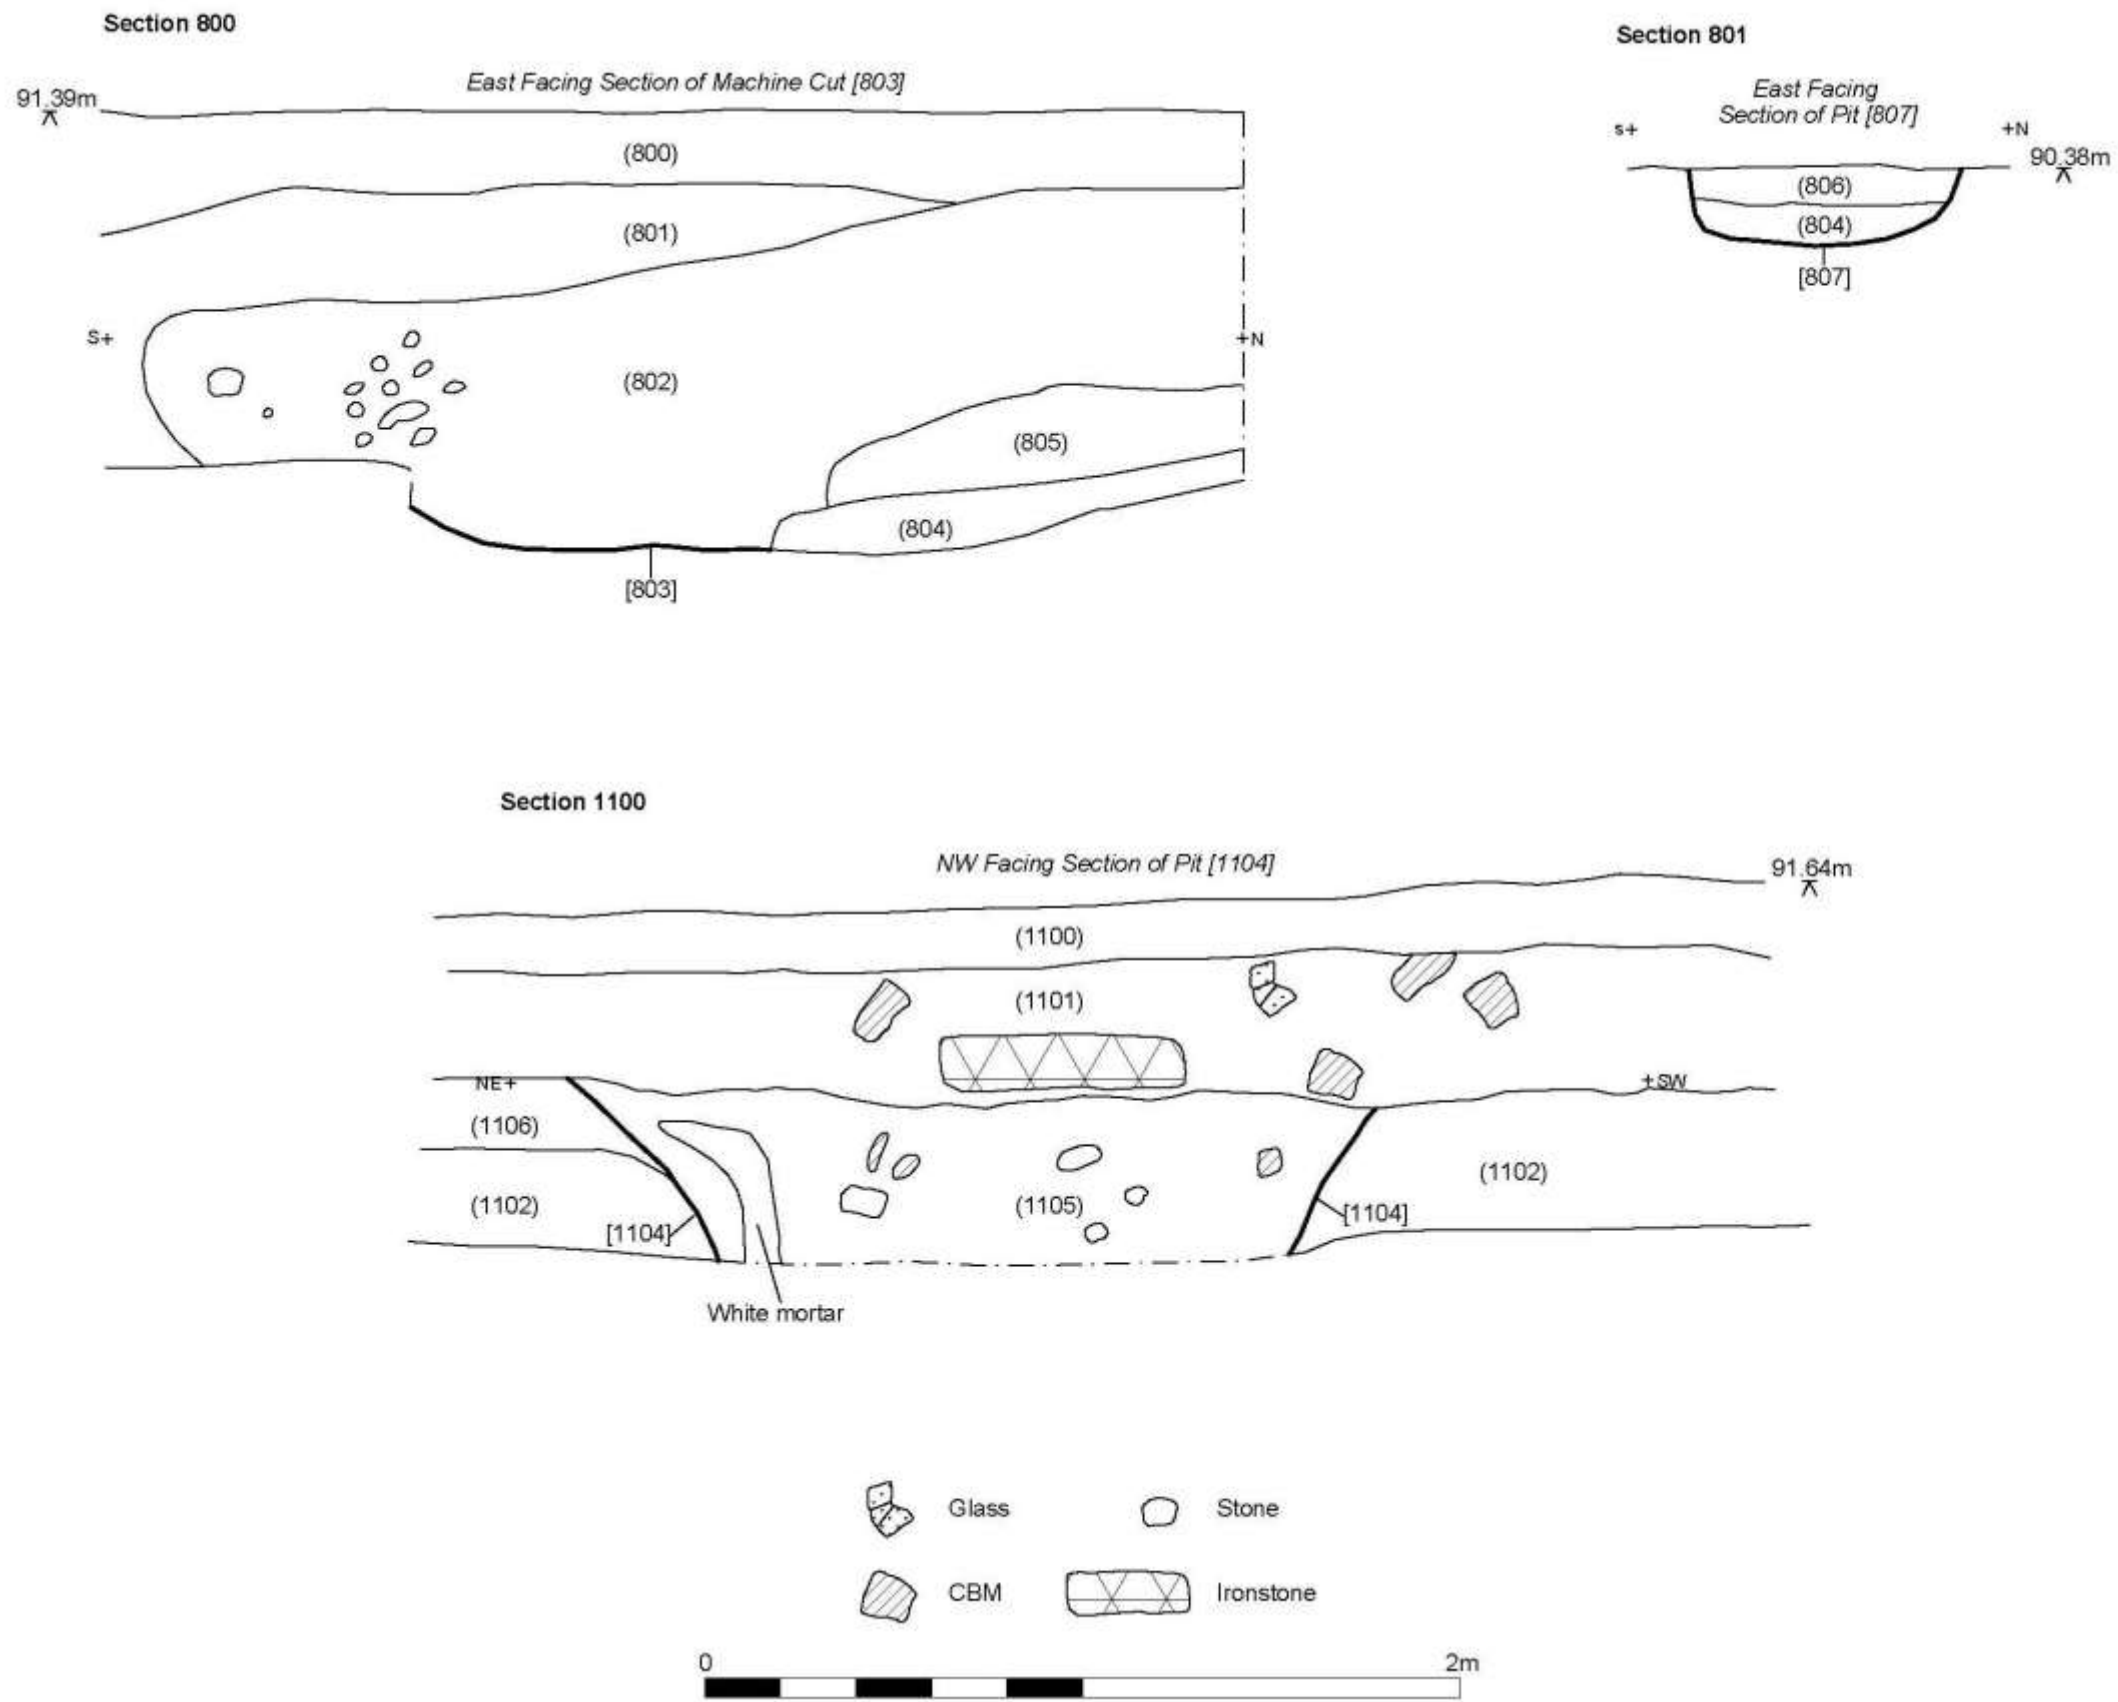 Section 800
East Facing Section of Machine Cut [803]
91.39m
(800)
(801)
S+
+N
(802)
(805)
(804)
[803]
Section 801
East Facing
Section of Pit [807]
s+
+N
90.38m
(806)
(804)
[807]
Section 1100
NW Facing Section of Pit [1104]
91.64m
(1100)
(1101)
NE+
+SW
(1106)
(1102)
(1102)
(1105)
[1104]
[1104]
White mortar
Glass
Stone
CBM
Ironstone
0
2m